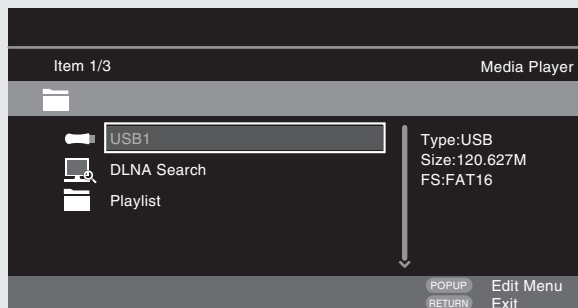 Item 1/3
Media Player
USB1
DLNA Search
Playlist
Type:USB
Size:120.627M
FS:FAT16
POPUP Edit Menu
RETURN Exit